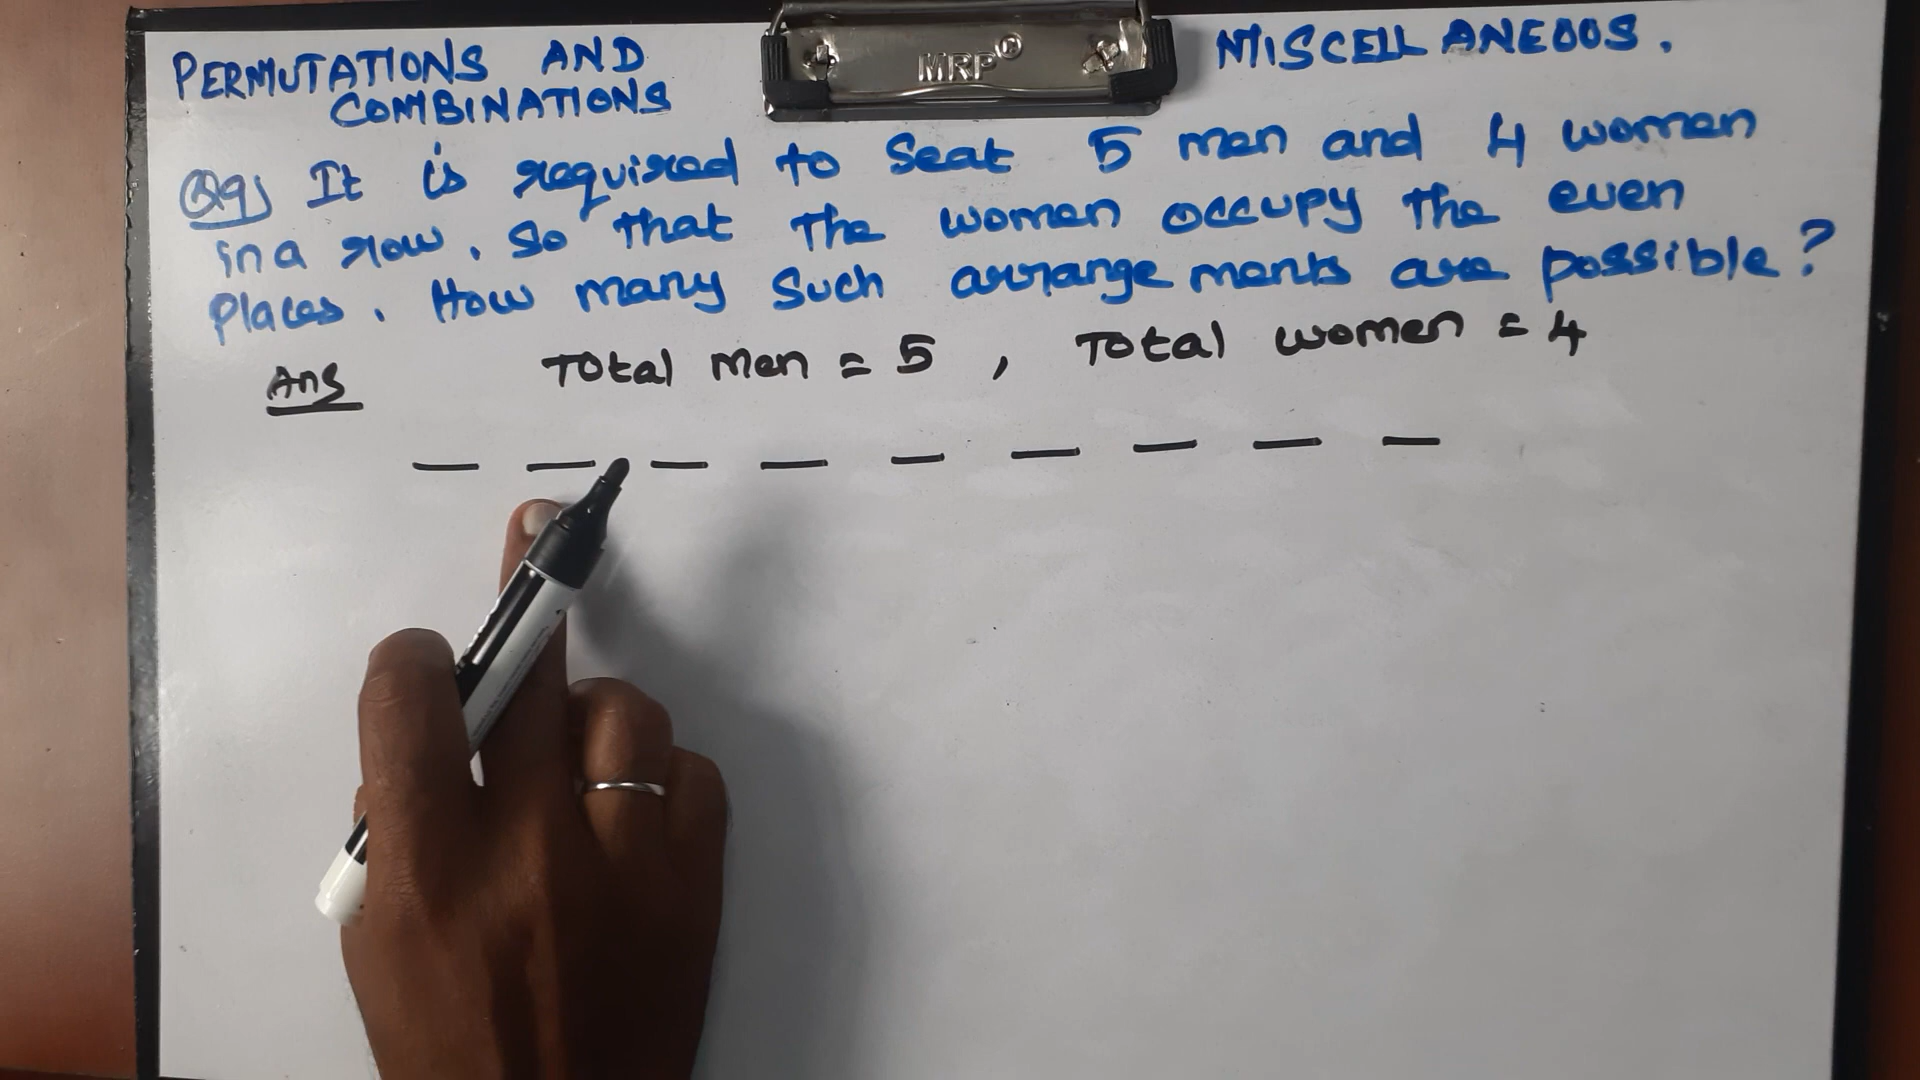 PERMUTATIONS AND
COMBINATIONS
MRP®
MISCELLANEOUS.
Q9) It is required to seat 5 men and 4 women
in a row, so that the women occupy the even
places. How many such arrangements are possible?
Ans Total Men = 5, Total women = 4